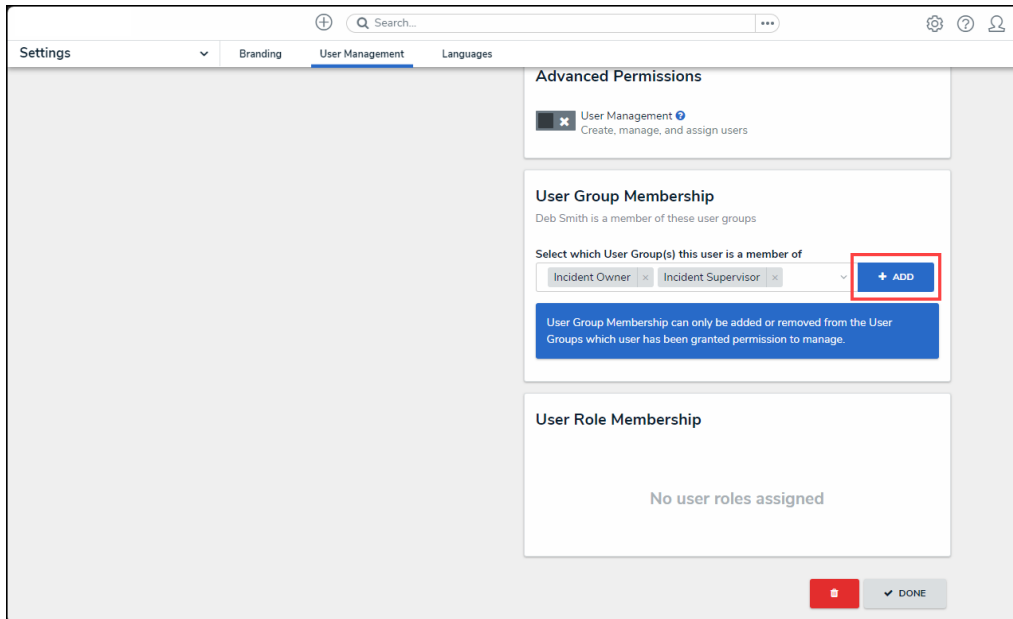 Search...
Settings
Branding
User Management
Languages
Advanced Permissions
User Management
Create, manage, and assign users
User Group Membership
Deb Smith is a member of these user groups
Select which User Group(s) this user is a member of
Incident Owner × Incident Supervisor ×
+ ADD
User Group Membership can only be added or removed from the User
Groups which user has been granted permission to manage.
User Role Membership
No user roles assigned
DONE